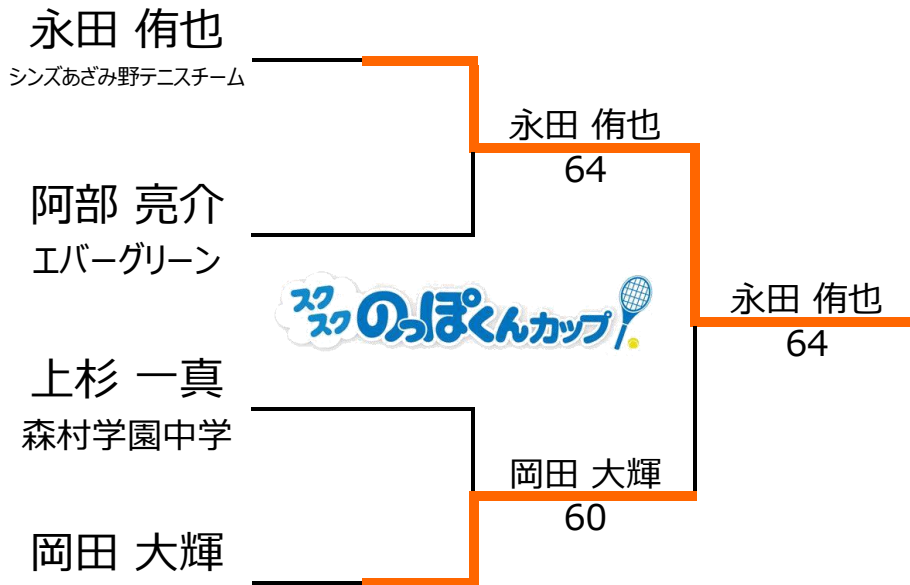 永田 侑也
シンズあざみ野テニスチーム
永田 侑也
64
阿部 亮介
エバーグリーン
スクスクのっぽくんカップ
永田 侑也
64
上杉 一真
森村学園中学
岡田 大輝
60
岡田 大輝